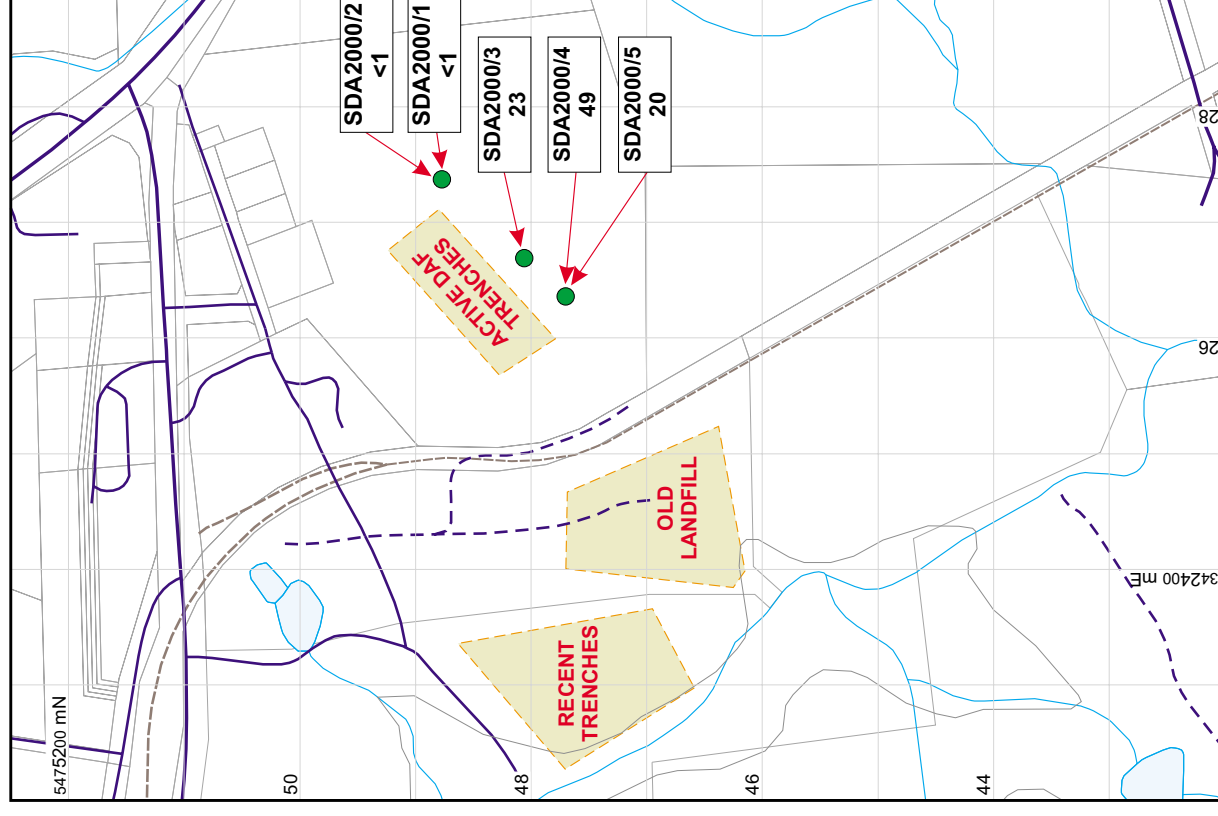 SDA2000/2
<1
SDA2000/1
<1
SDA2000/3
23
SDA2000/4
49
SDA2000/5
20
ACTIVE DAF
TRENCHES
OLD
LANDFILL
RECENT
TRENCHES
5475200 mN
50
48
46
44
28
26
342400 mE